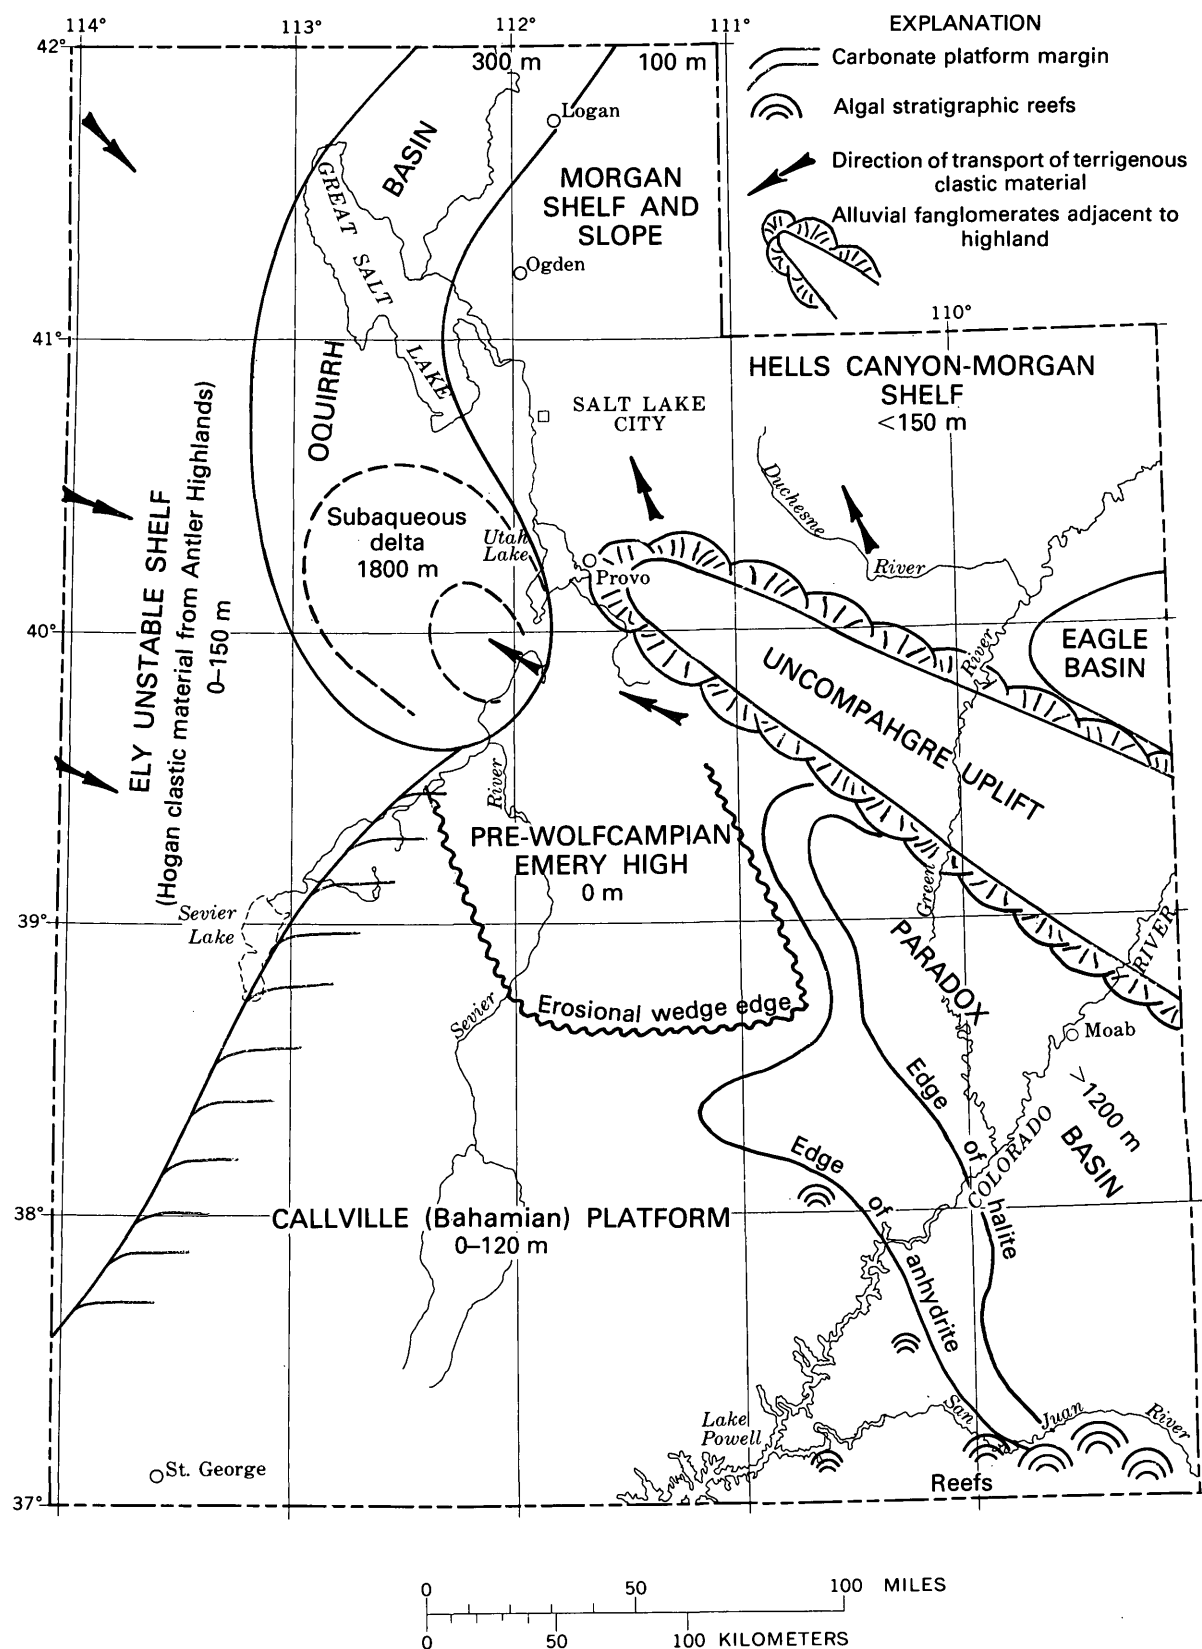 114°
113°
112°
111°
EXPLANATION
42°
300 m
100 m
Carbonate platform margin
Algal stratigraphic reefs
Direction of transport of terrigenous
clastic material
Alluvial fanglomerates adjacent to
highland
Logan
BASIN
MORGAN
SHELF AND
SLOPE
GREAT SALT
LAKE
Ogden
110°
41°
OQUIRRH
HELLS CANYON-MORGAN
SHELF
<150 m
SALT LAKE
CITY
Duchesne
River
Subaqueous
delta
1800 m
Utah
Lake
Provo
ELY UNSTABLE SHELF
(Hogan clastic material from Antler Highlands)
0–150 m
40°
EAGLE
BASIN
River
UNCOMPAHGRE UPLIFT
River
PRE-WOLFCAMPIAN
EMERY HIGH
0 m
Green
Sevier
Lake
39°
PARADOX
RIVER
Erosional wedge edge
Sevier
Moab
>1200 m
BASIN
Edge
of
halite
COLORADO
Edge
of
anhydrite
38°
CALLVILLE (Bahamian) PLATFORM
0–120 m
Lake
Powell
San
Juan
River
St. George
Reefs
37°
0
50
100 MILES
0
50
100 KILOMETERS